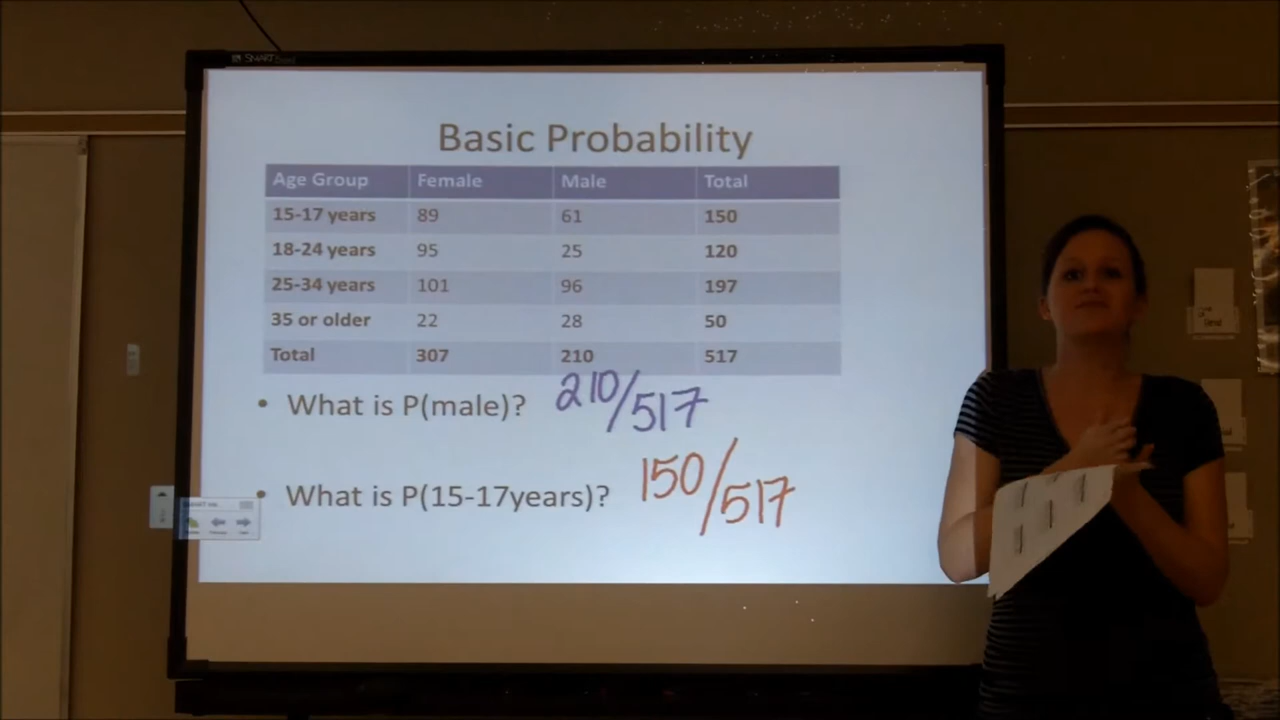 SMART
Basic Probability
Age Group Female Male Total
15-17 years 89 61 150
18-24 years 95 25 120
25-34 years 101 96 197
35 or older 22 28 50
Total 307 210 517
• What is P(male)? 210/517
• What is P(15-17years)? 150/517